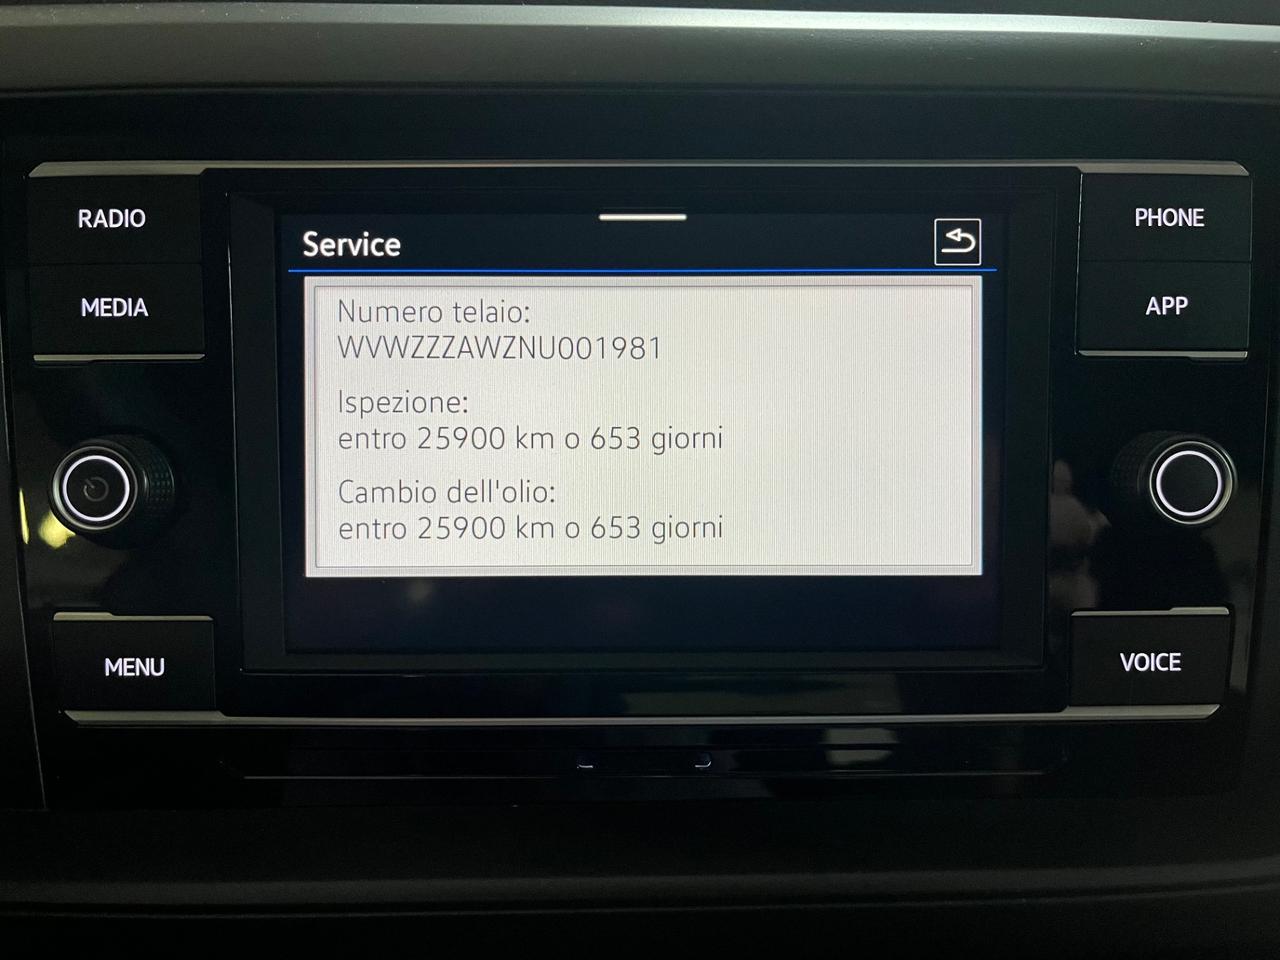 RADIO
MEDIA
MENU
Service
Numero telaio:
WVWZZZAWZNU001981
Ispezione:
entro 25900 km o 653 giorni
Cambio dell'olio:
entro 25900 km o 653 giorni
PHONE
APP
VOICE